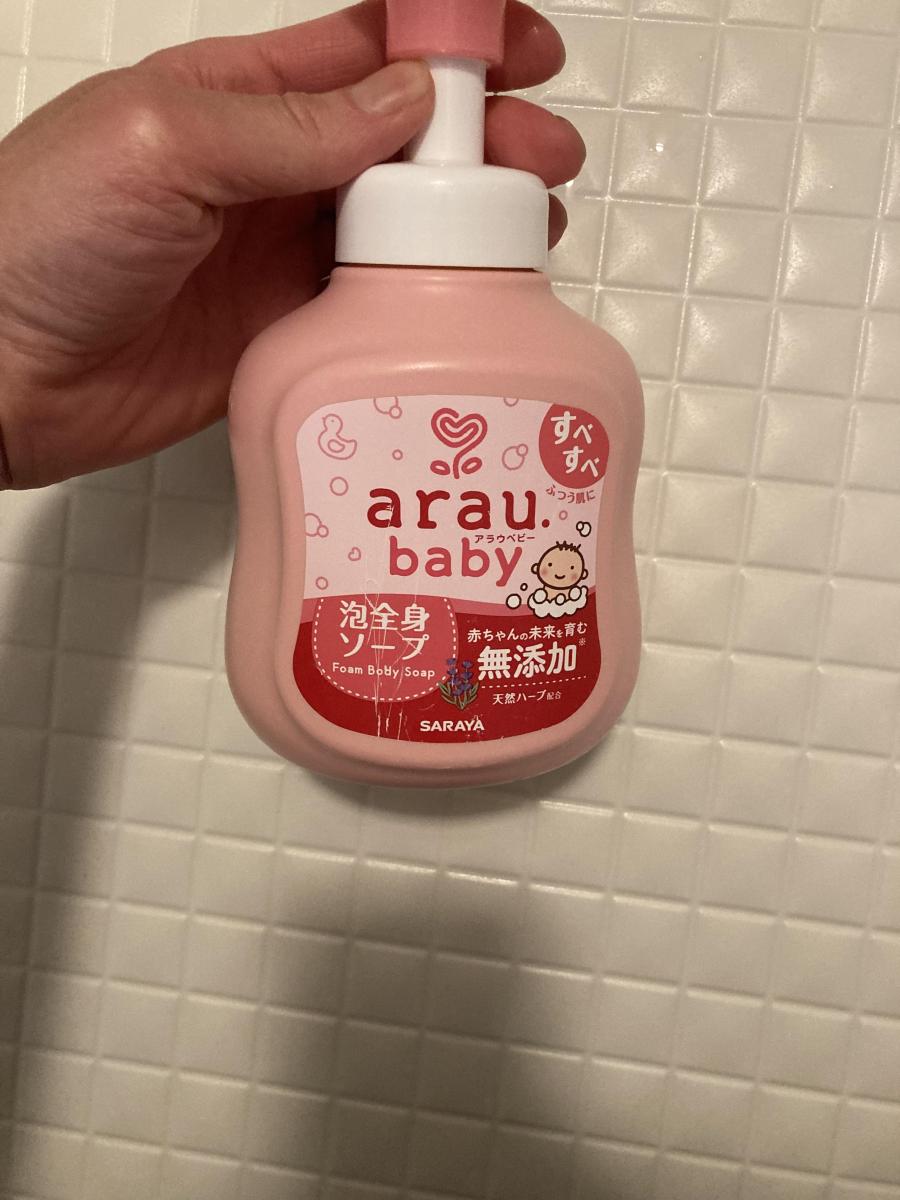 すべ
すべ
ふつう肌に
arau.
アラウベビー
baby
泡全身
ソープ
Foam Body Soap
赤ちゃんの未来を育む
無添加※
天然ハーブ配合
SARAYA